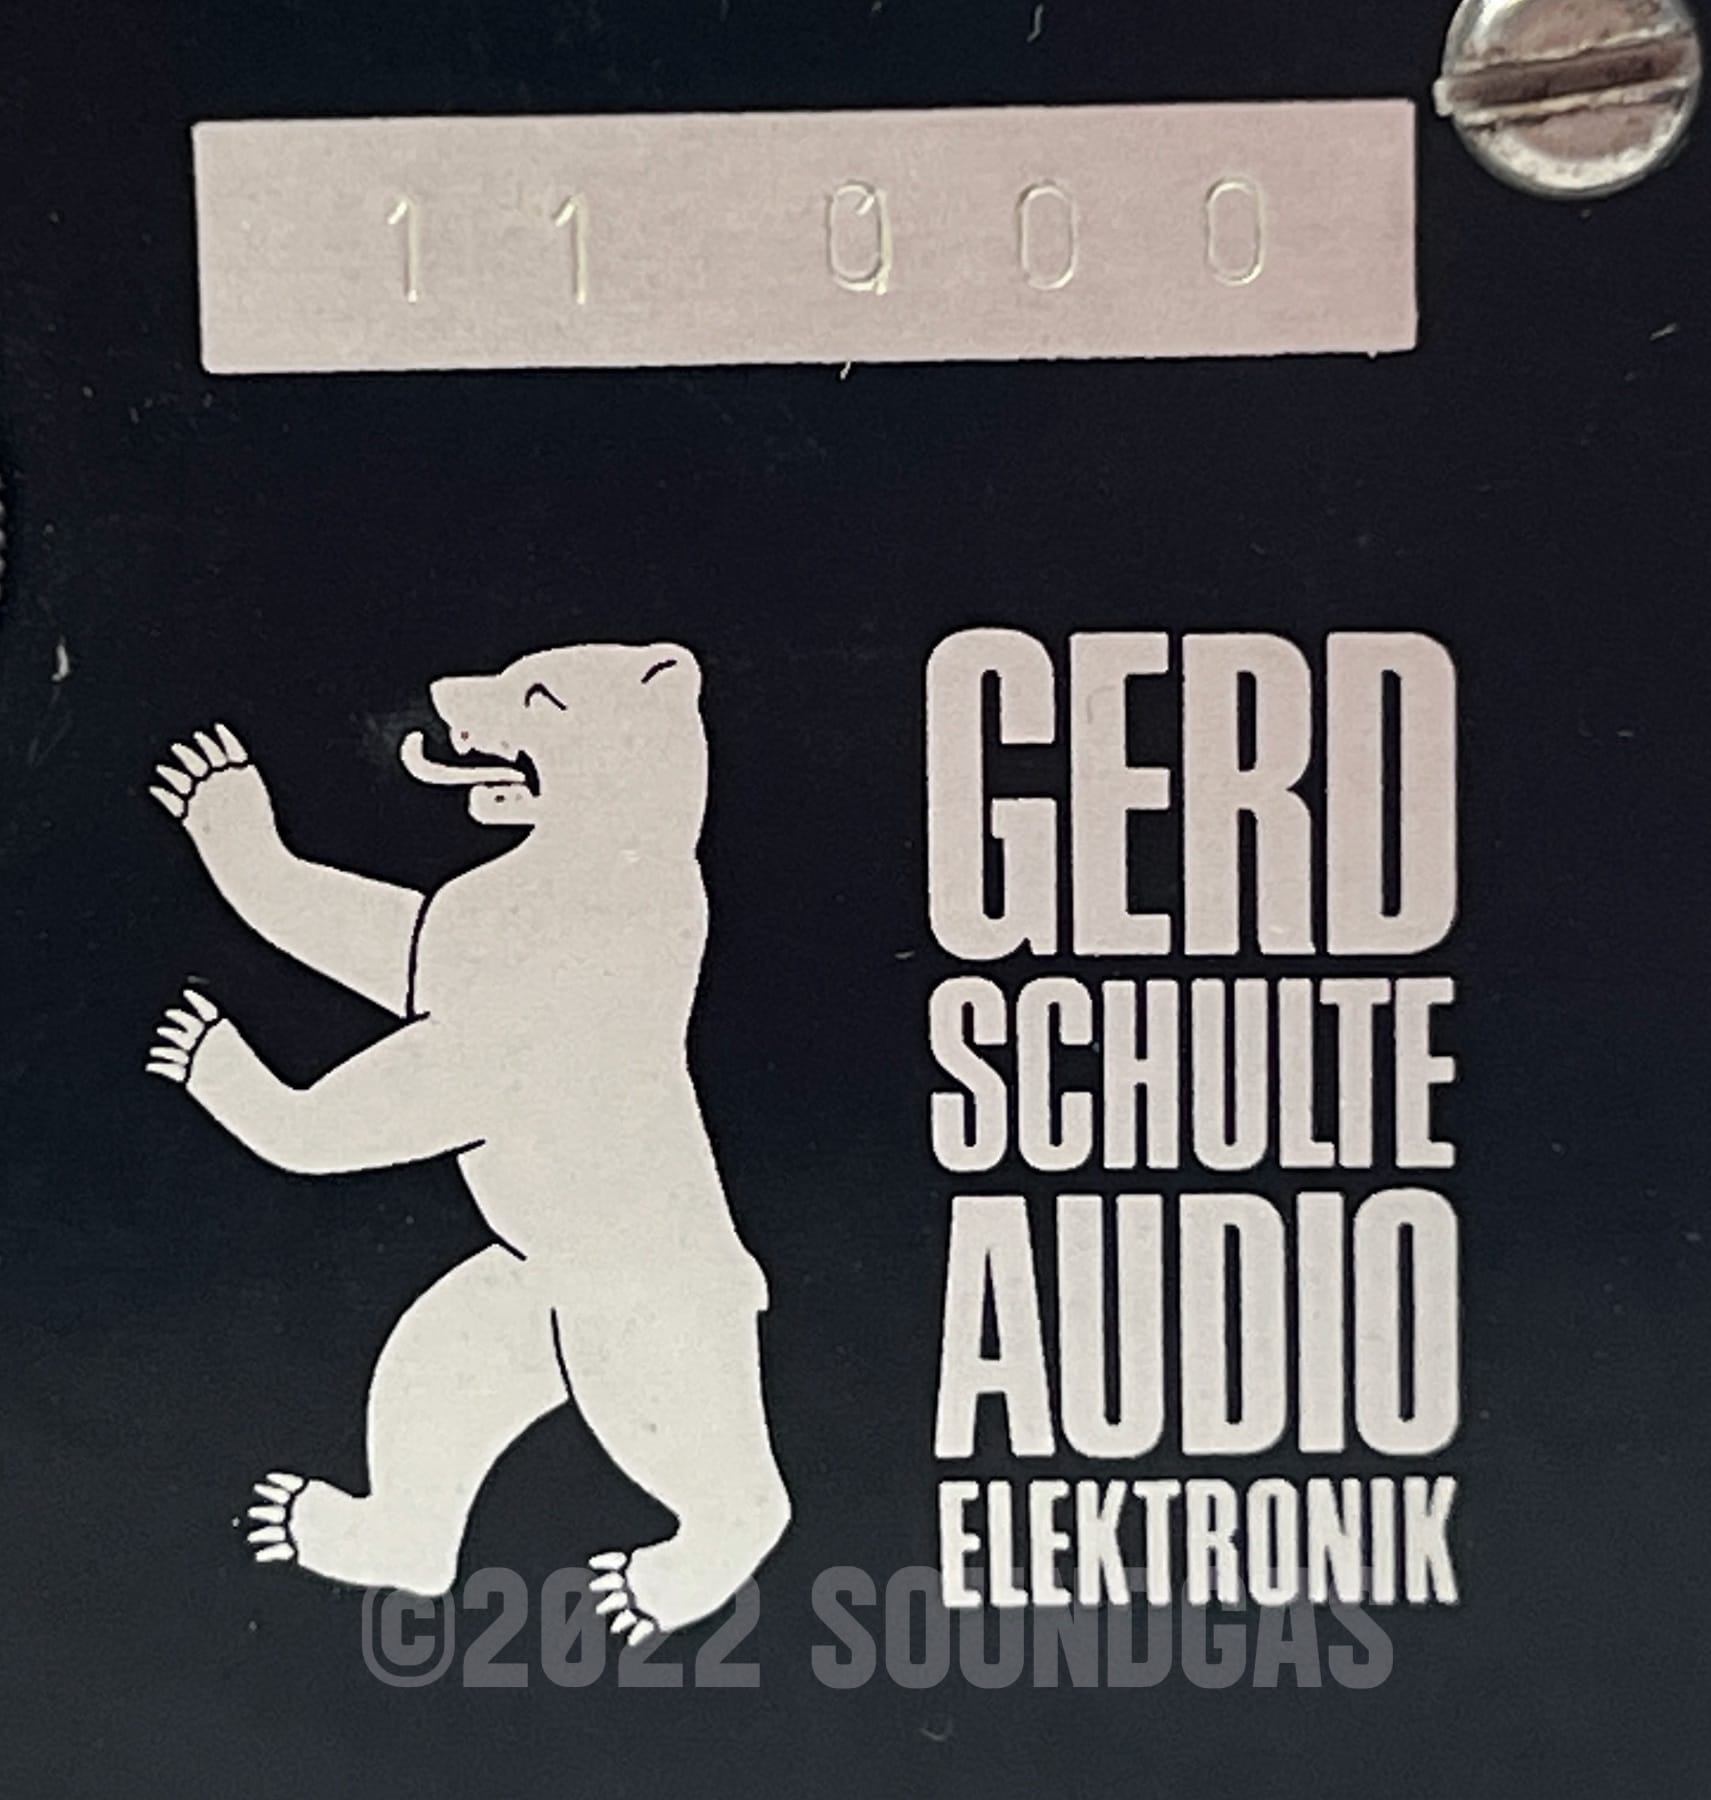 11 000
GERD
SCHULTE
AUDIO
ELEKTRONIK
©2022 SOUNDGAS